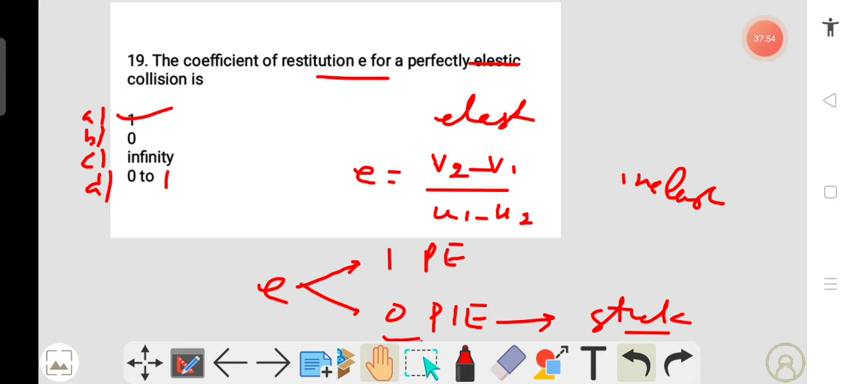 37:54
19. The coefficient of restitution e for a perfectly elestic
collision is
a) 1
b) 0
c) infinity
d) 0 to 1
elast
e = V2 - V1
u1 - u2
inelast
e
1 PE
0 PIE → stuck
T